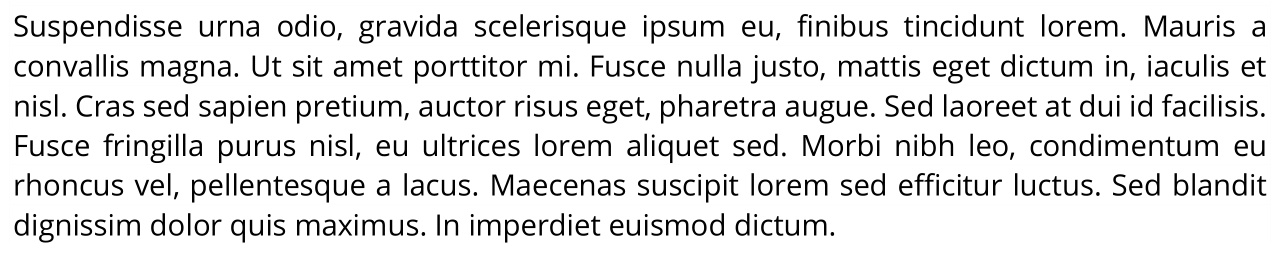 Suspendisse urna odio, gravida scelerisque ipsum eu, finibus tincidunt lorem. Mauris a
convallis magna. Ut sit amet porttitor mi. Fusce nulla justo, mattis eget dictum in, iaculis et
nisl. Cras sed sapien pretium, auctor risus eget, pharetra augue. Sed laoreet at dui id facilisis.
Fusce fringilla purus nisl, eu ultrices lorem aliquet sed. Morbi nibh leo, condimentum eu
rhoncus vel, pellentesque a lacus. Maecenas suscipit lorem sed efficitur luctus. Sed blandit
dignissim dolor quis maximus. In imperdiet euismod dictum.